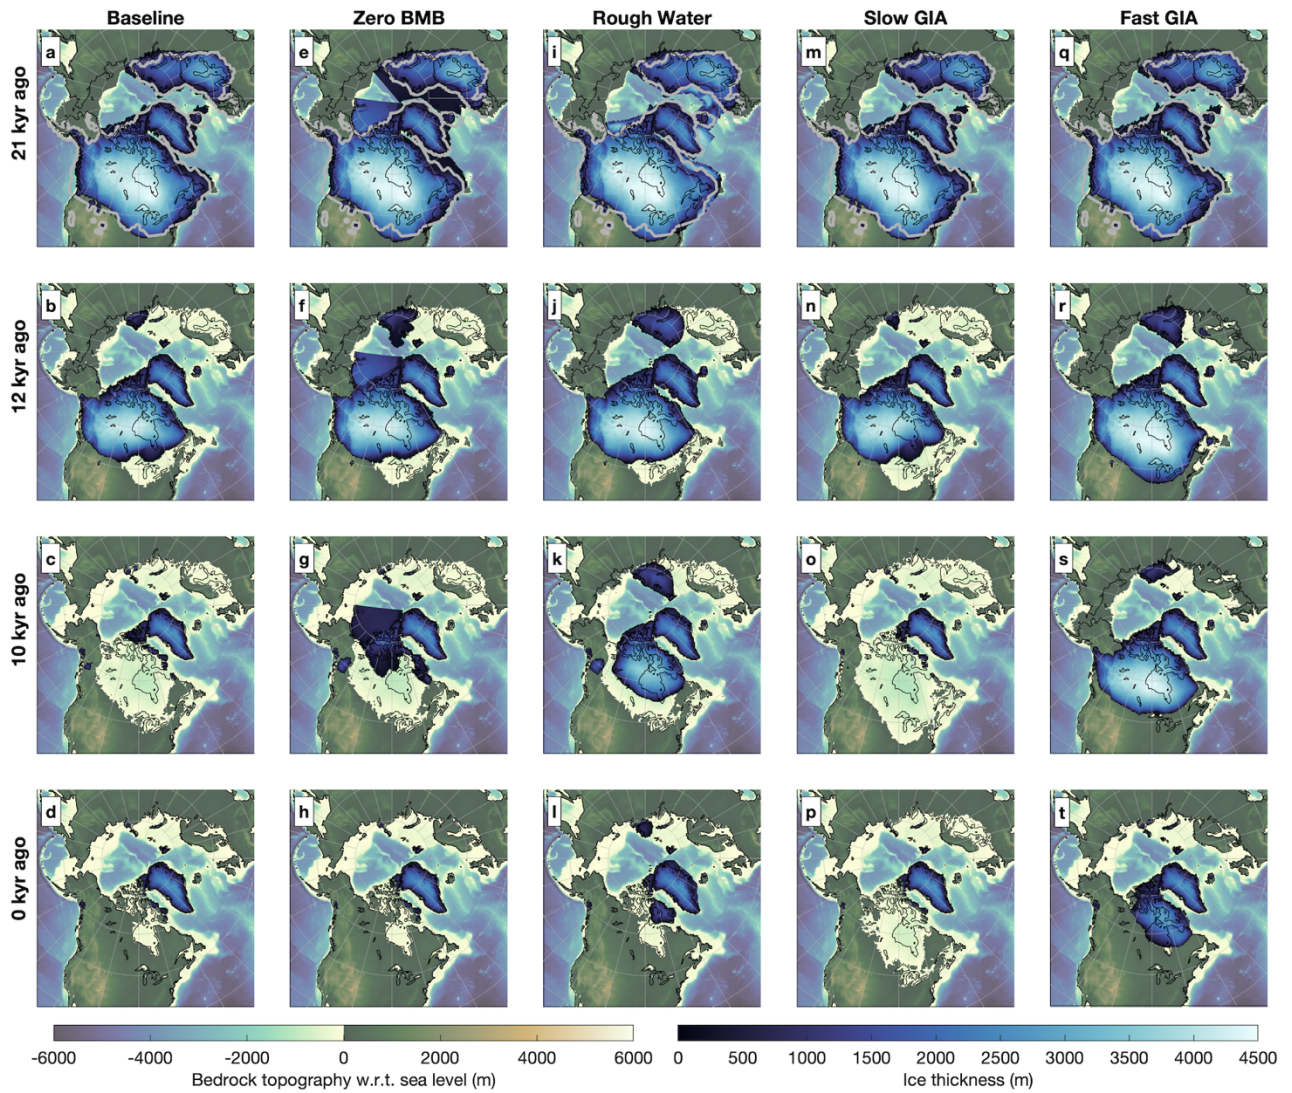 Baseline Zero BMB Rough Water Slow GIA Fast GIA
21 kyr ago
a e i m q
12 kyr ago
b f j n r
10 kyr ago
c g k o s
0 kyr ago
d h l p t
-6000 -4000 -2000 0 2000 4000 6000
Bedrock topography w.r.t. sea level (m)
0 500 1000 1500 2000 2500 3000 3500 4000 4500
Ice thickness (m)